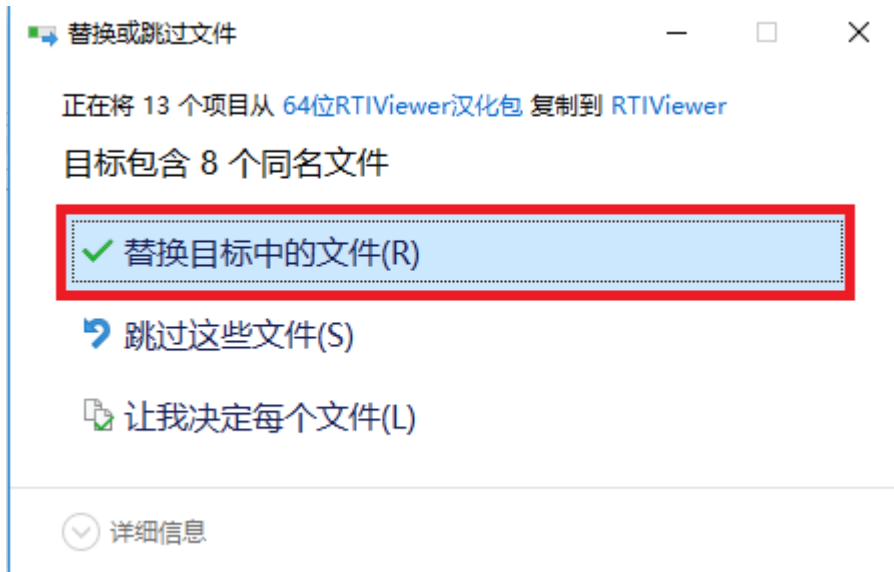 替换或跳过文件
正在将 13 个项目从 64位RTIViewer汉化包 复制到 RTIViewer
目标包含 8 个同名文件
替换目标中的文件(R)
跳过这些文件(S)
让我决定每个文件(L)
详细信息